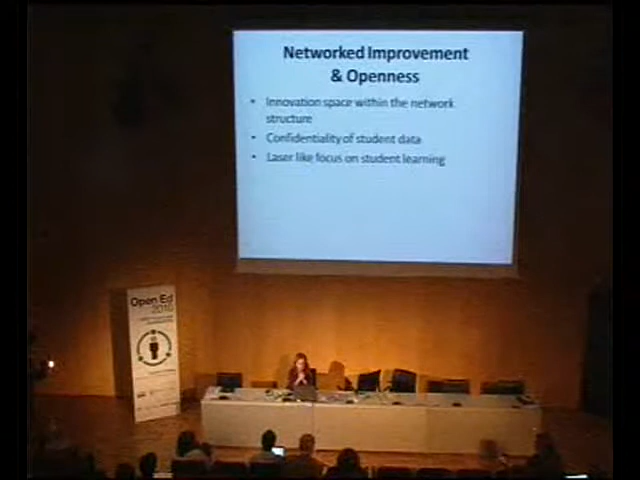 Networked Improvement
& Openness
• Innovation space within the network
structure
• Confidentiality of student data
• Laser like focus on student learning
Open Ed
2010